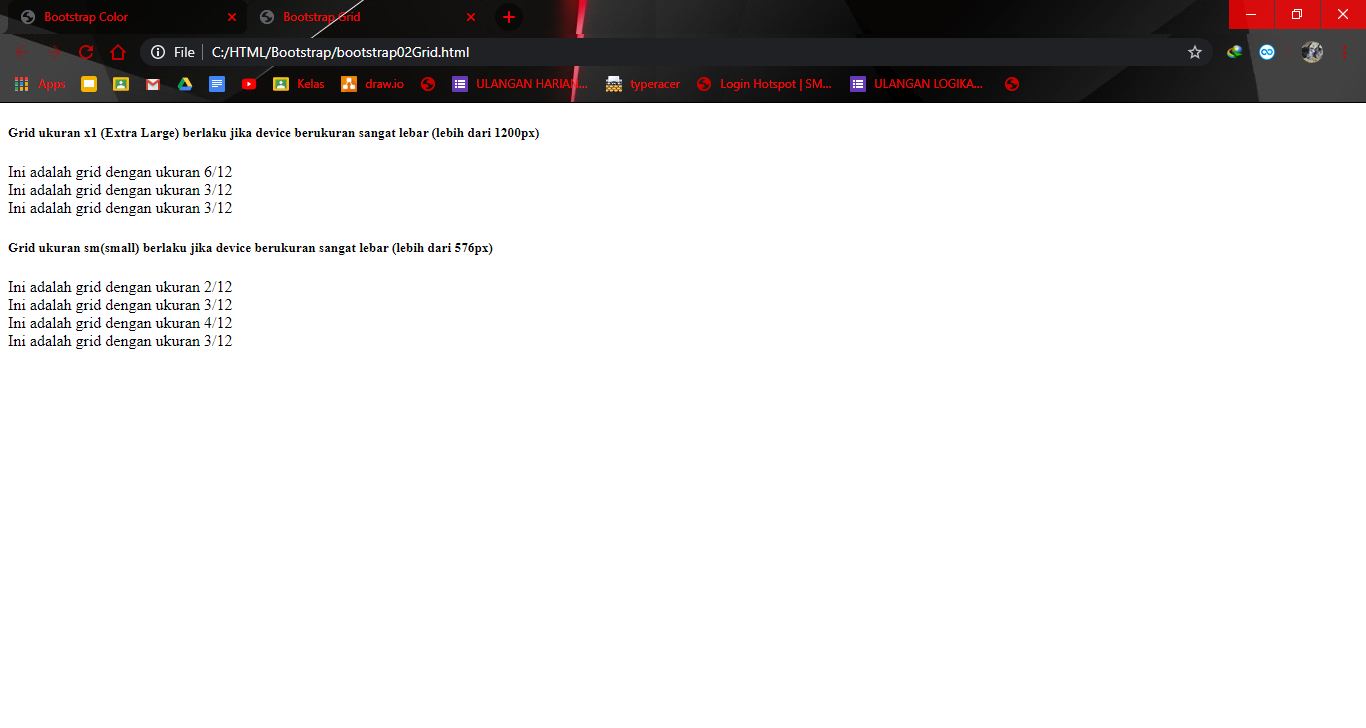 Bootstrap Color
Bootstrap Grid
File
C:/HTML/Bootstrap/bootstrap02Grid.html
Apps
Kelas
draw.io
ULANGAN HARIAN...
typeracer
Login Hotspot | SM...
ULANGAN LOGIKA...
Grid ukuran x1 (Extra Large) berlaku jika device berukuran sangat lebar (lebih dari 1200px)
Ini adalah grid dengan ukuran 6/12
Ini adalah grid dengan ukuran 3/12
Ini adalah grid dengan ukuran 3/12
Grid ukuran sm(small) berlaku jika device berukuran sangat lebar (lebih dari 576px)
Ini adalah grid dengan ukuran 2/12
Ini adalah grid dengan ukuran 3/12
Ini adalah grid dengan ukuran 4/12
Ini adalah grid dengan ukuran 3/12